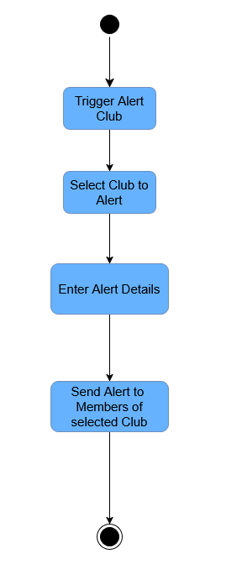 Trigger Alert
Club
Select Club to
Alert
Enter Alert Details
Send Alert to
Members of
selected Club